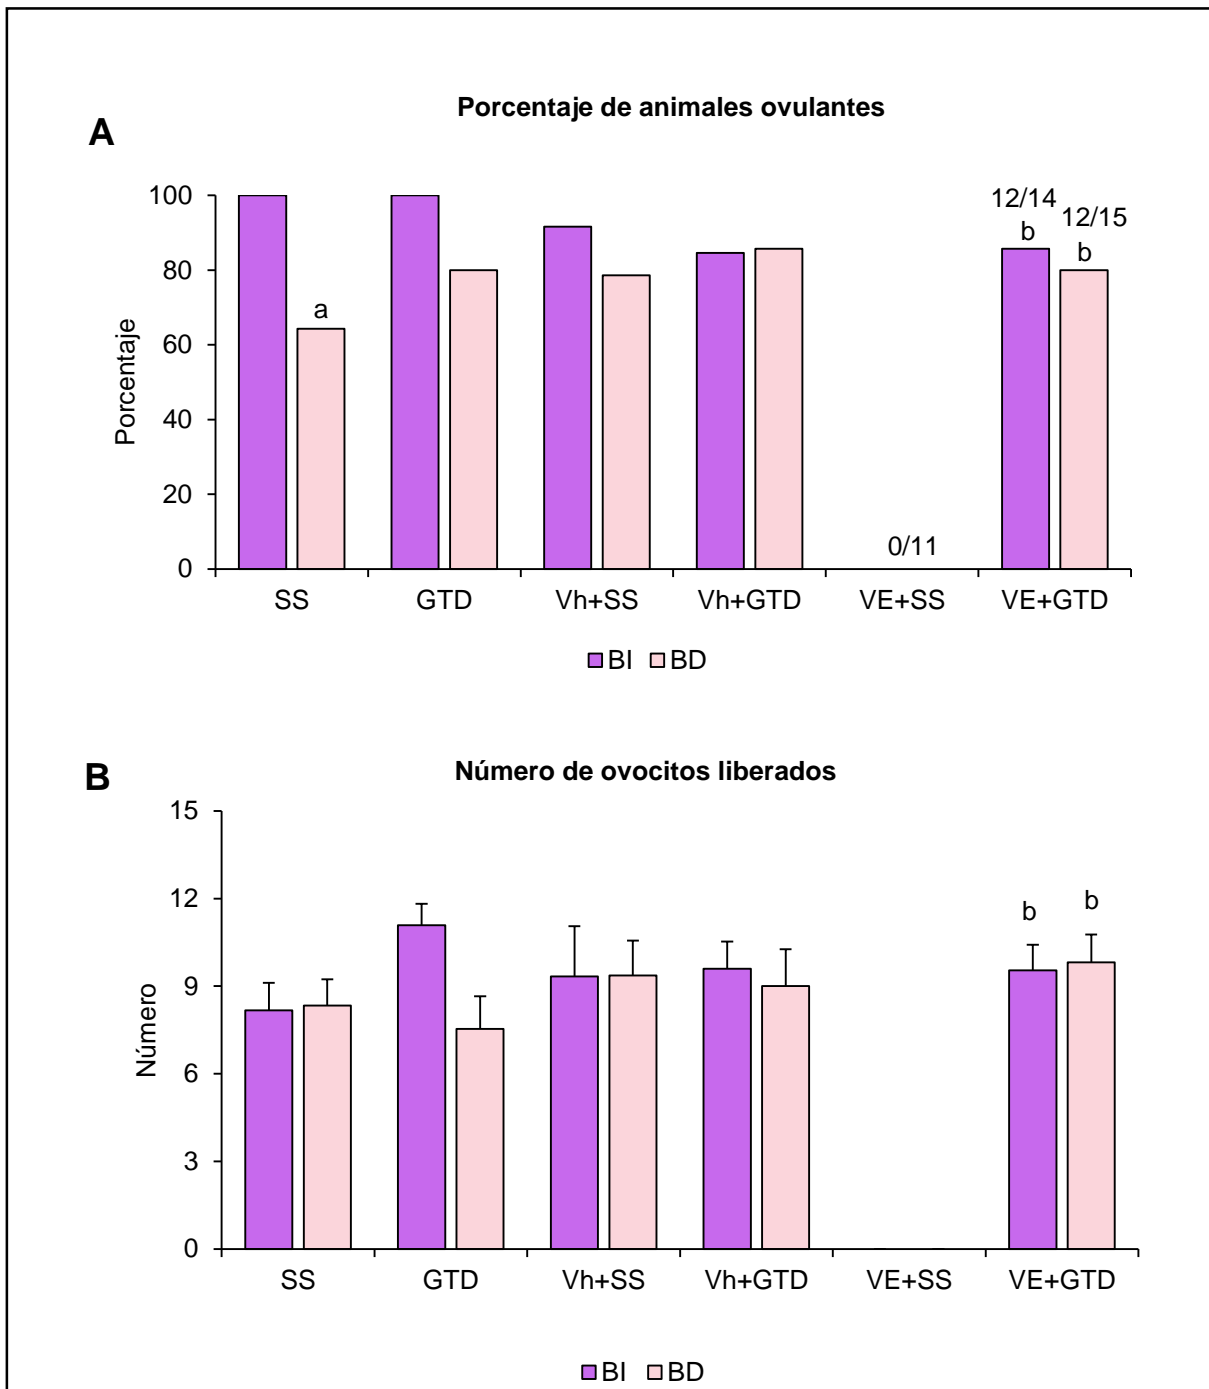 Porcentaje de animales ovulantes
A
Porcentaje
100
80
60
40
20
0
a
0/11
12/14
b
12/15
b
SS GTD Vh+SS Vh+GTD VE+SS VE+GTD
BI BD
B
Número de ovocitos liberados
Número
15
12
9
6
3
0
b
b
SS GTD Vh+SS Vh+GTD VE+SS VE+GTD
BI BD